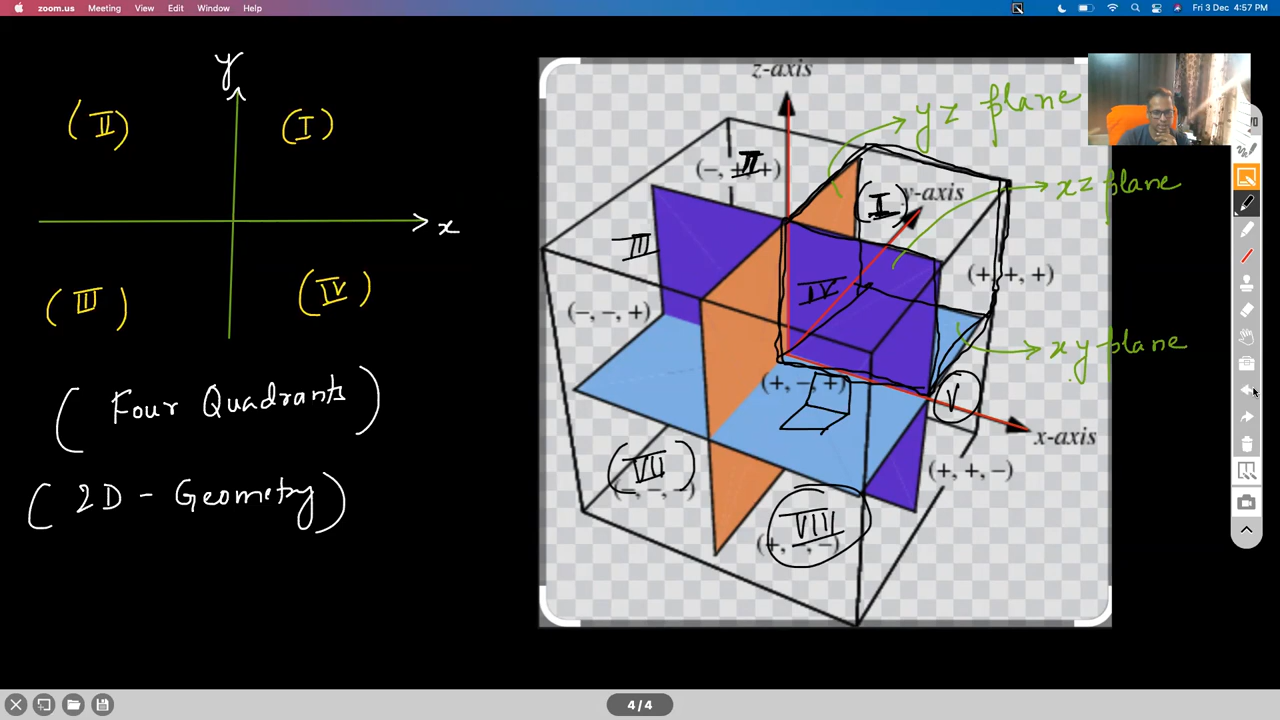 zoom.us Meeting View Edit Window Help
Fri 3 Dec 4:57 PM
y
(II)
(I)
x
(III)
(IV)
(Four Quadrants)
(2D - Geometry)
z-axis
yz plane
II
(–, +, +)
(I)
y-axis
xz plane
III
IV
(+, +, +)
(–, –, +)
xy plane
(+, –, +)
V
x-axis
(VII)
(–, –, –)
(+, +, –)
VIII
(+, –, –)
4/4